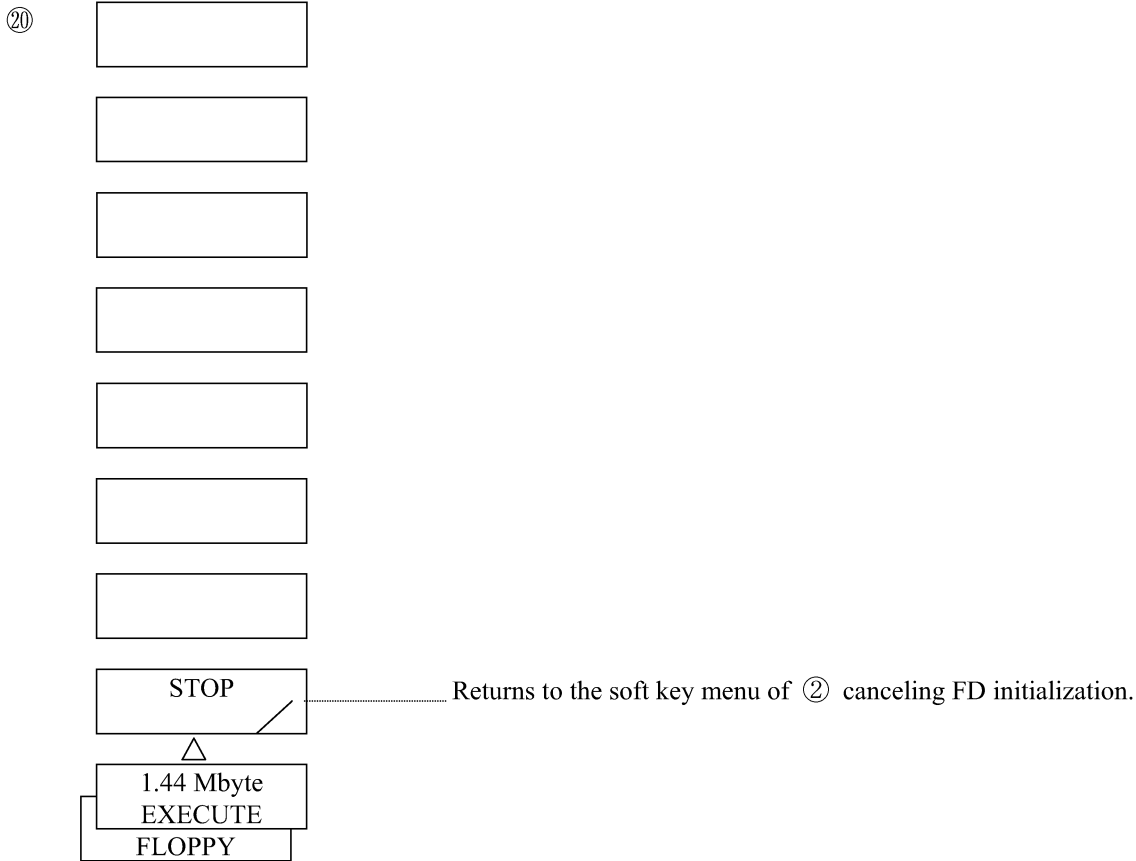 ⑳
STOP
Returns to the soft key menu of ② canceling FD initialization.
1.44 Mbyte
EXECUTE
FLOPPY